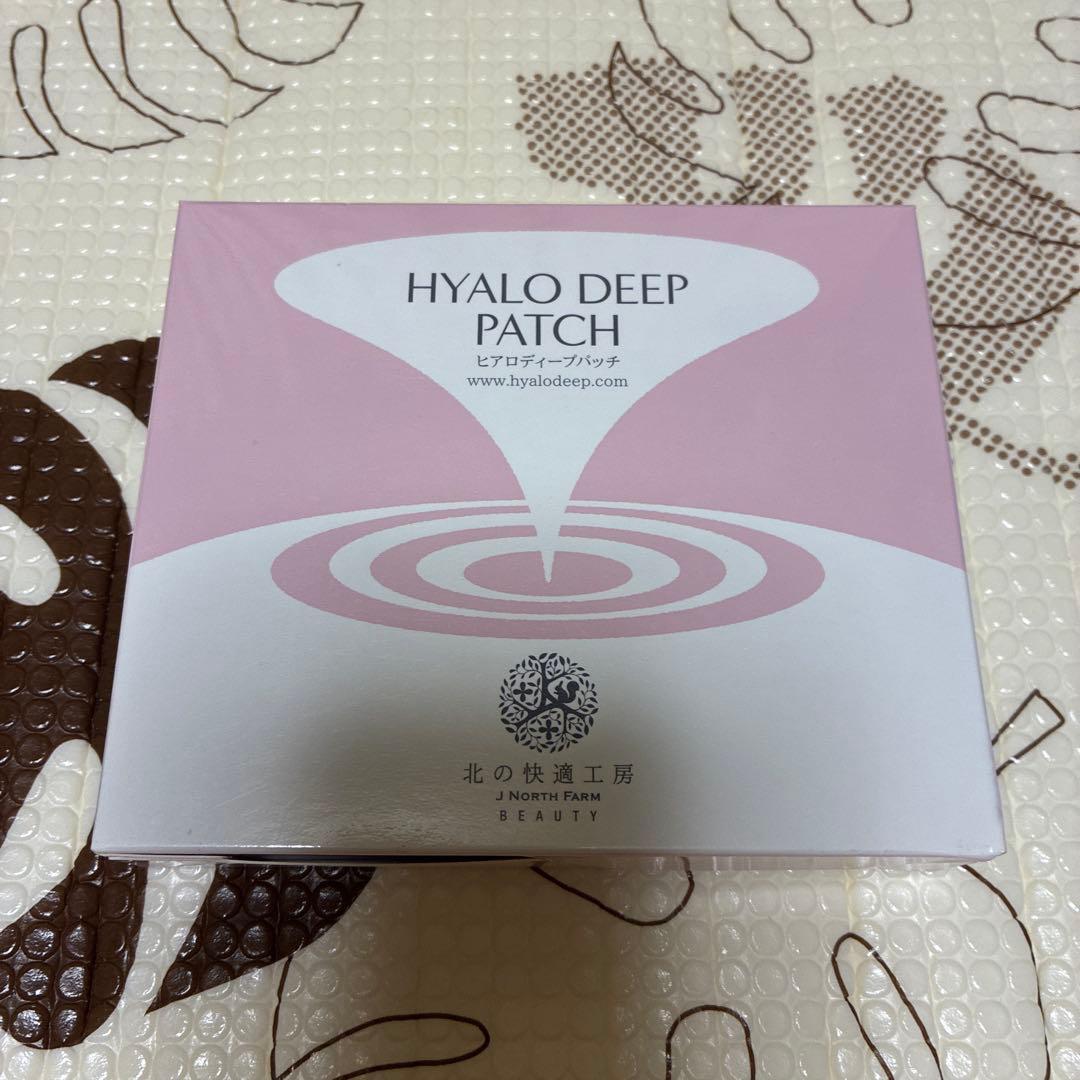 HYALO DEEP
PATCH
ヒアロディープパッチ
www.hyalodeep.com
北の快適工房
J NORTH FARM
BEAUTY